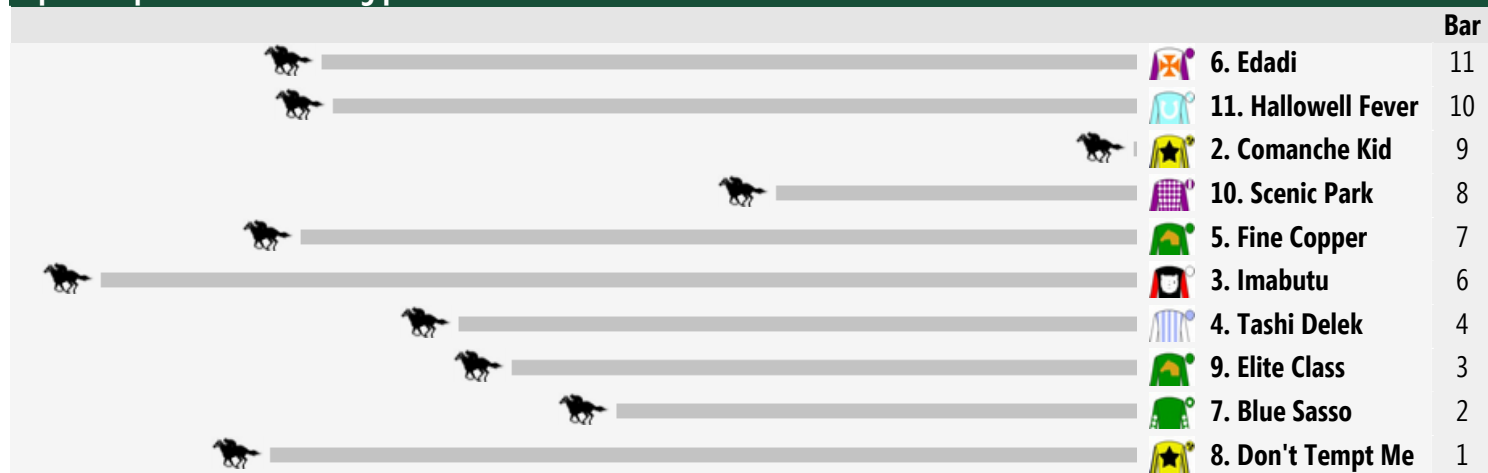 Bar
6. Edadi 11
11. Hallowell Fever 10
2. Comanche Kid 9
10. Scenic Park 8
5. Fine Copper 7
3. Imabutu 6
4. Tashi Delek 4
9. Elite Class 3
7. Blue Sasso 2
8. Don't Tempt Me 1